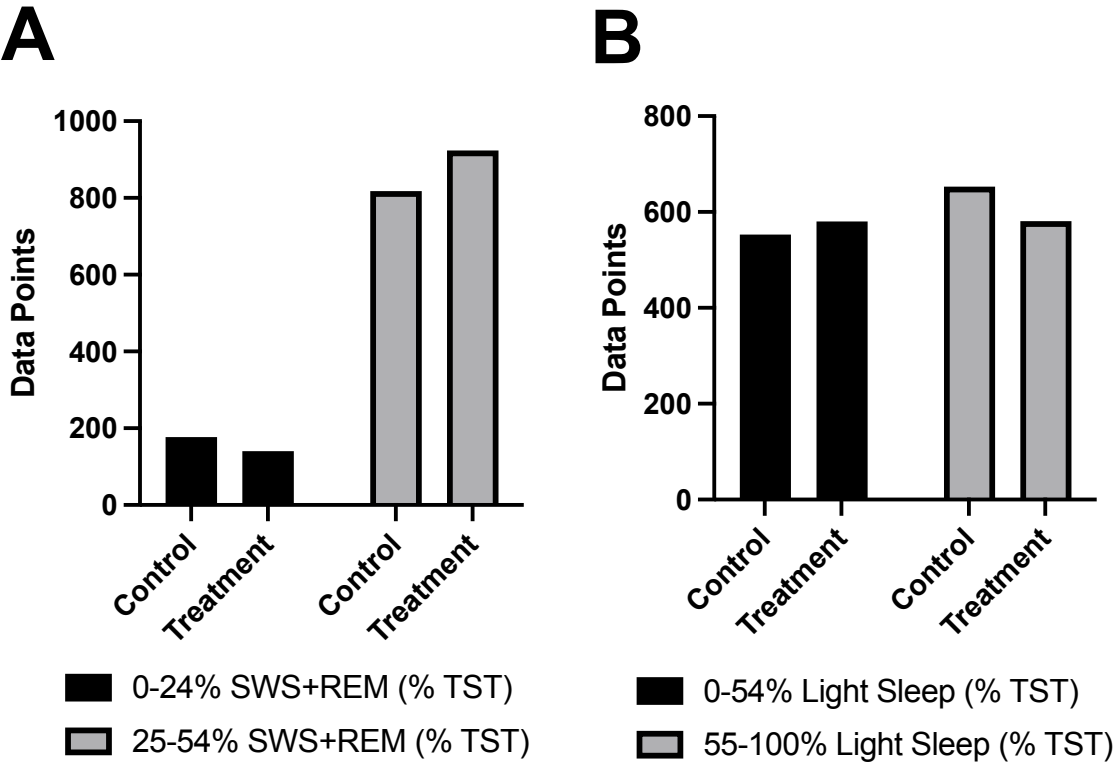 A
Data Points
1000
800
600
400
200
0
Control
Treatment
Control
Treatment
0-24% SWS+REM (% TST)
25-54% SWS+REM (% TST)
B
Data Points
800
600
400
200
0
Control
Treatment
Control
Treatment
0-54% Light Sleep (% TST)
55-100% Light Sleep (% TST)